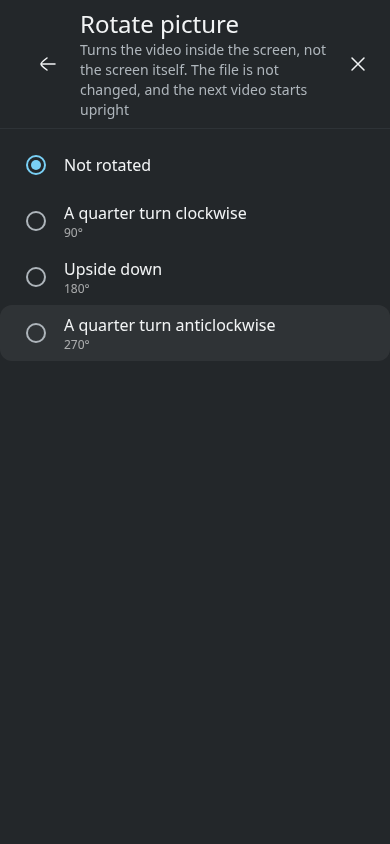 Rotate picture
Turns the video inside the screen, not
the screen itself. The file is not
changed, and the next video starts
upright
Not rotated
A quarter turn clockwise
90°
Upside down
180°
A quarter turn anticlockwise
270°